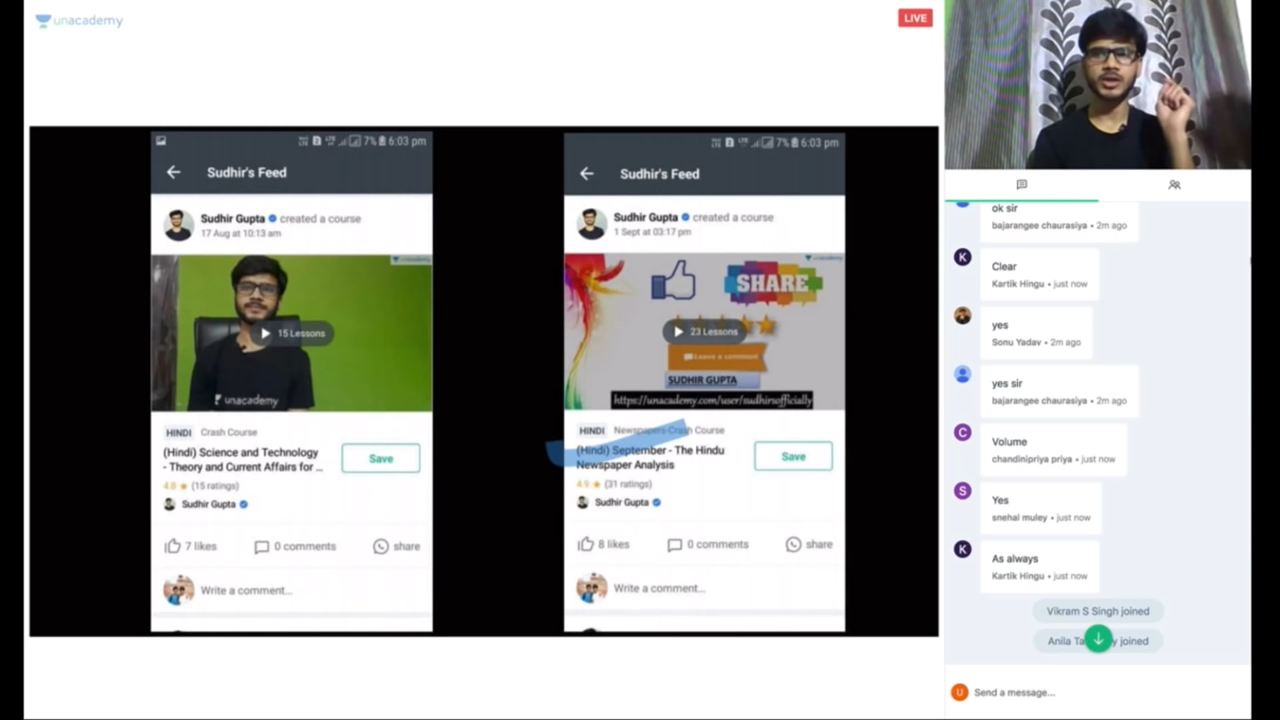 unacademy
LIVE
7% 6:03 pm
Sudhir's Feed
Sudhir Gupta created a course
17 Aug at 10:13 am
unacademy
15 Lessons
unacademy
HINDI Crash Course
(Hindi) Science and Technology
- Theory and Current Affairs for ...
Save
4.8 ★ (15 ratings)
Sudhir Gupta
7 likes
0 comments
share
Write a comment...
7% 6:03 pm
Sudhir's Feed
Sudhir Gupta created a course
1 Sept at 03:17 pm
unacademy
SHARE
23 Lessons
Leave a comment
SUDHIR GUPTA
https://unacademy.com/user/sudhirsofficially
HINDI Newspapers Crash Course
(Hindi) September - The Hindu
Newspaper Analysis
Save
4.9 ★ (31 ratings)
Sudhir Gupta
8 likes
0 comments
share
Write a comment...
ok sir
bajarangee chaurasiya • 2m ago
K
Clear
Kartik Hingu • just now
yes
Sonu Yadav • 2m ago
yes sir
bajarangee chaurasiya • 2m ago
C
Volume
chandinipriya priya • just now
S
Yes
snehal muley • just now
K
As always
Kartik Hingu • just now
Vikram S Singh joined
Anila joined
U
Send a message...